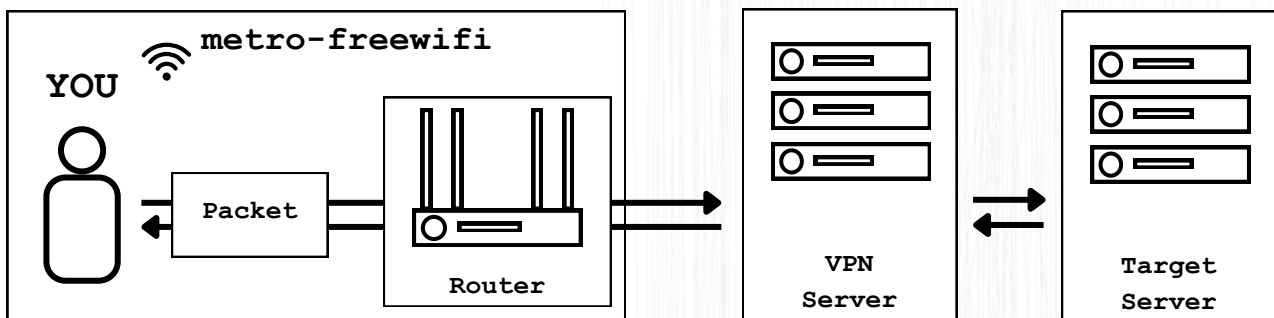 metro-freewifi
YOU
Packet
Router
VPN
Server
Target
Server